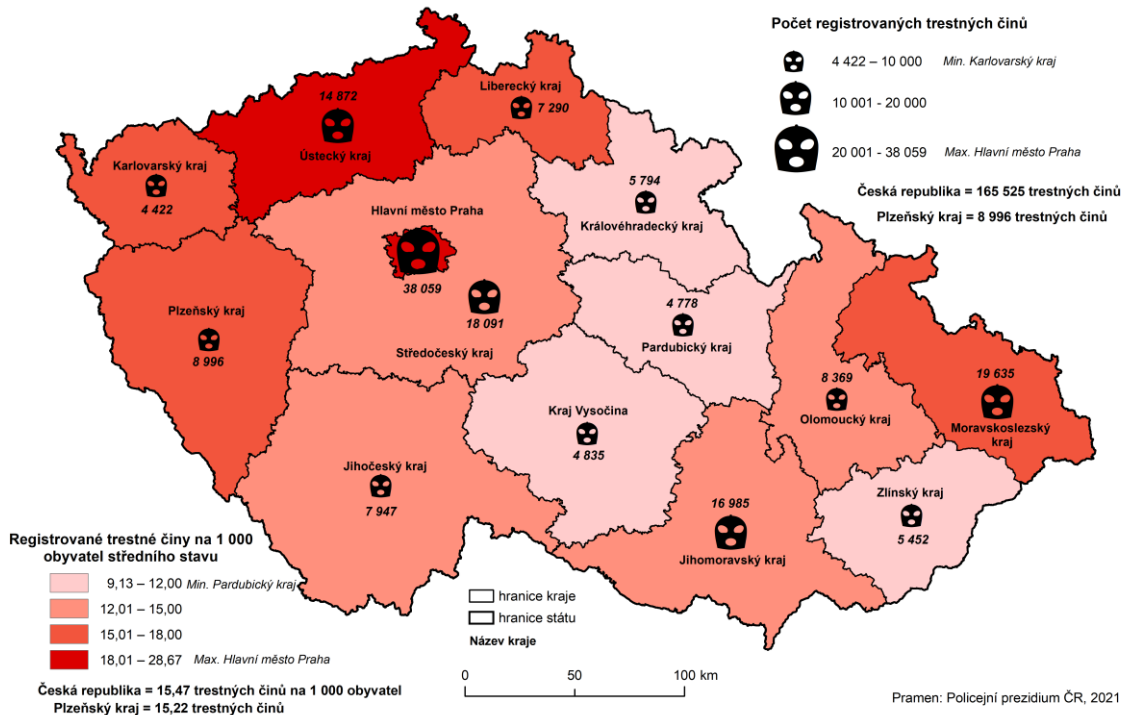 Počet registrovaných trestných činů
4 422 – 10 000 Min. Karlovarský kraj
10 001 - 20 000
20 001 - 38 059 Max. Hlavní město Praha
Česká republika = 165 525 trestných činů
Plzeňský kraj = 8 996 trestných činů
14 872
Ústecký kraj
Liberecký kraj
7 290
Karlovarský kraj
4 422
5 794
Královéhradecký kraj
Hlavní město Praha
38 059
18 091
Středočeský kraj
Plzeňský kraj
8 996
4 778
Pardubický kraj
8 369
Olomoucký kraj
19 635
Moravskoslezský
kraj
Kraj Vysočina
4 835
Jihočeský kraj
7 947
16 985
Jihomoravský kraj
Zlínský kraj
5 452
Registrované trestné činy na 1 000
obyvatel středního stavu
9,13 – 12,00 Min. Pardubický kraj
12,01 – 15,00
15,01 – 18,00
18,01 – 28,67 Max. Hlavní město Praha
Česká republika = 15,47 trestných činů na 1 000 obyvatel
Plzeňský kraj = 15,22 trestných činů
hranice kraje
hranice státu
Název kraje
0 50 100 km
Pramen: Policejní prezidium ČR, 2021